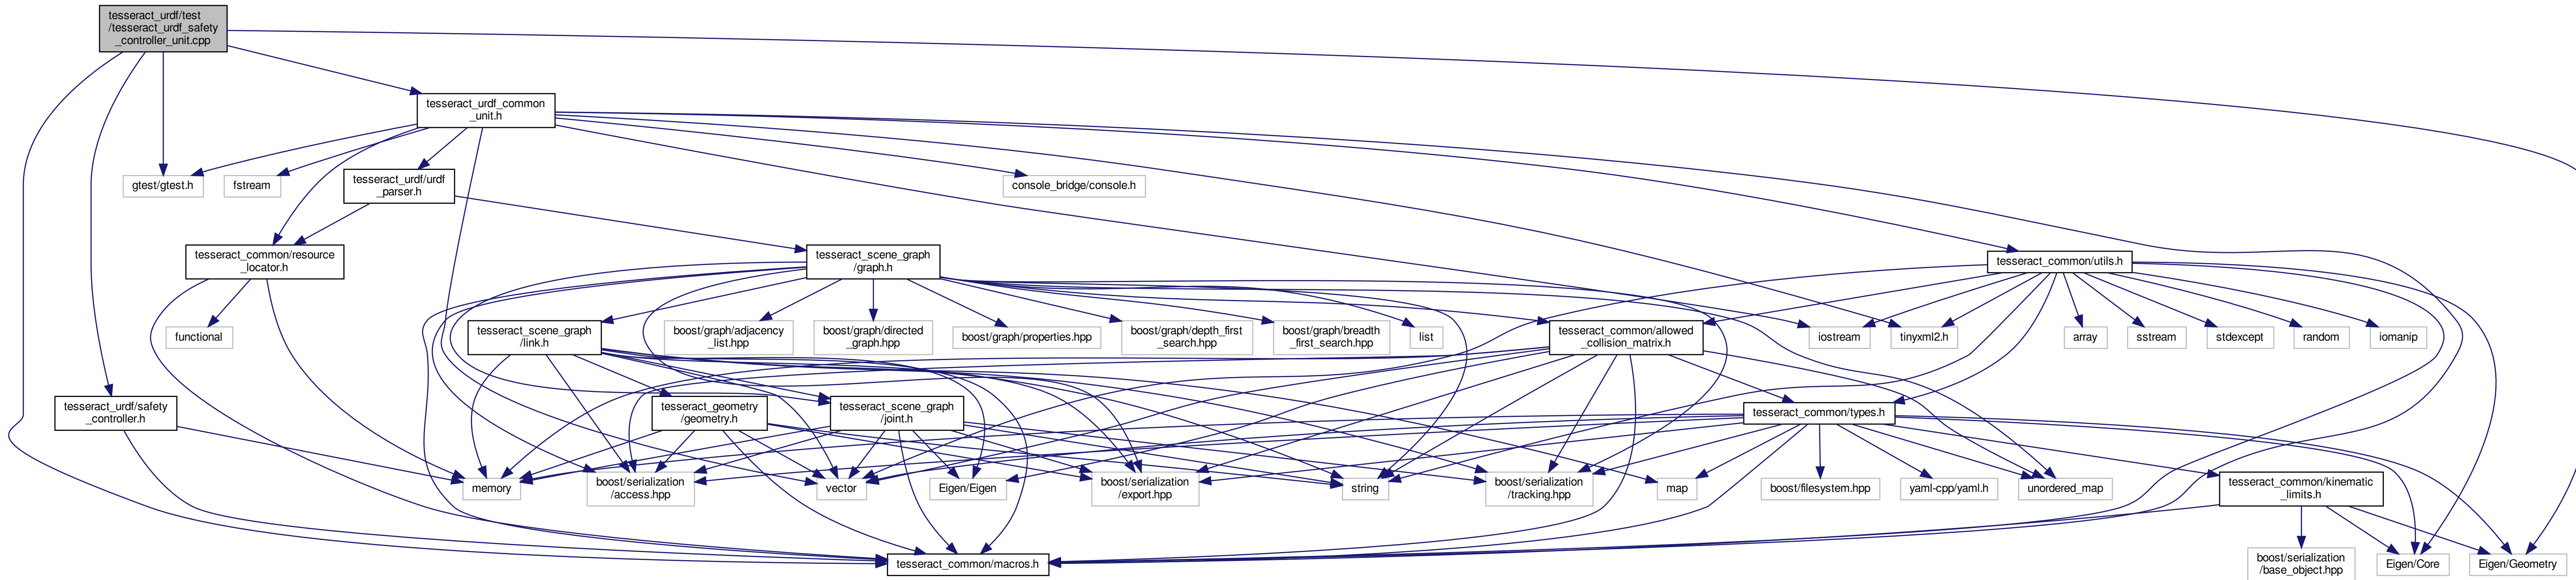 tesseract_urdf/test
/tesseract_urdf_safety
_controller_unit.cpp
tesseract_urdf_common
_unit.h
gtest/gtest.h
fstream
tesseract_urdf/urdf
_parser.h
console_bridge/console.h
tesseract_common/resource
_locator.h
tesseract_scene_graph
/graph.h
tesseract_common/utils.h
functional
tesseract_scene_graph
/link.h
boost/graph/adjacency
_list.hpp
boost/graph/directed
_graph.hpp
boost/graph/properties.hpp
boost/graph/depth_first
_search.hpp
boost/graph/breadth
_first_search.hpp
list
tesseract_common/allowed
_collision_matrix.h
iostream
tinyxml2.h
array
sstream
stdexcept
random
iomanip
tesseract_urdf/safety
_controller.h
tesseract_geometry
/geometry.h
tesseract_scene_graph
/joint.h
tesseract_common/types.h
memory
boost/serialization
/access.hpp
vector
Eigen/Eigen
boost/serialization
/export.hpp
string
boost/serialization
/tracking.hpp
map
boost/filesystem.hpp
yaml-cpp/yaml.h
unordered_map
tesseract_common/kinematic
_limits.h
tesseract_common/macros.h
boost/serialization
/base_object.hpp
Eigen/Core
Eigen/Geometry